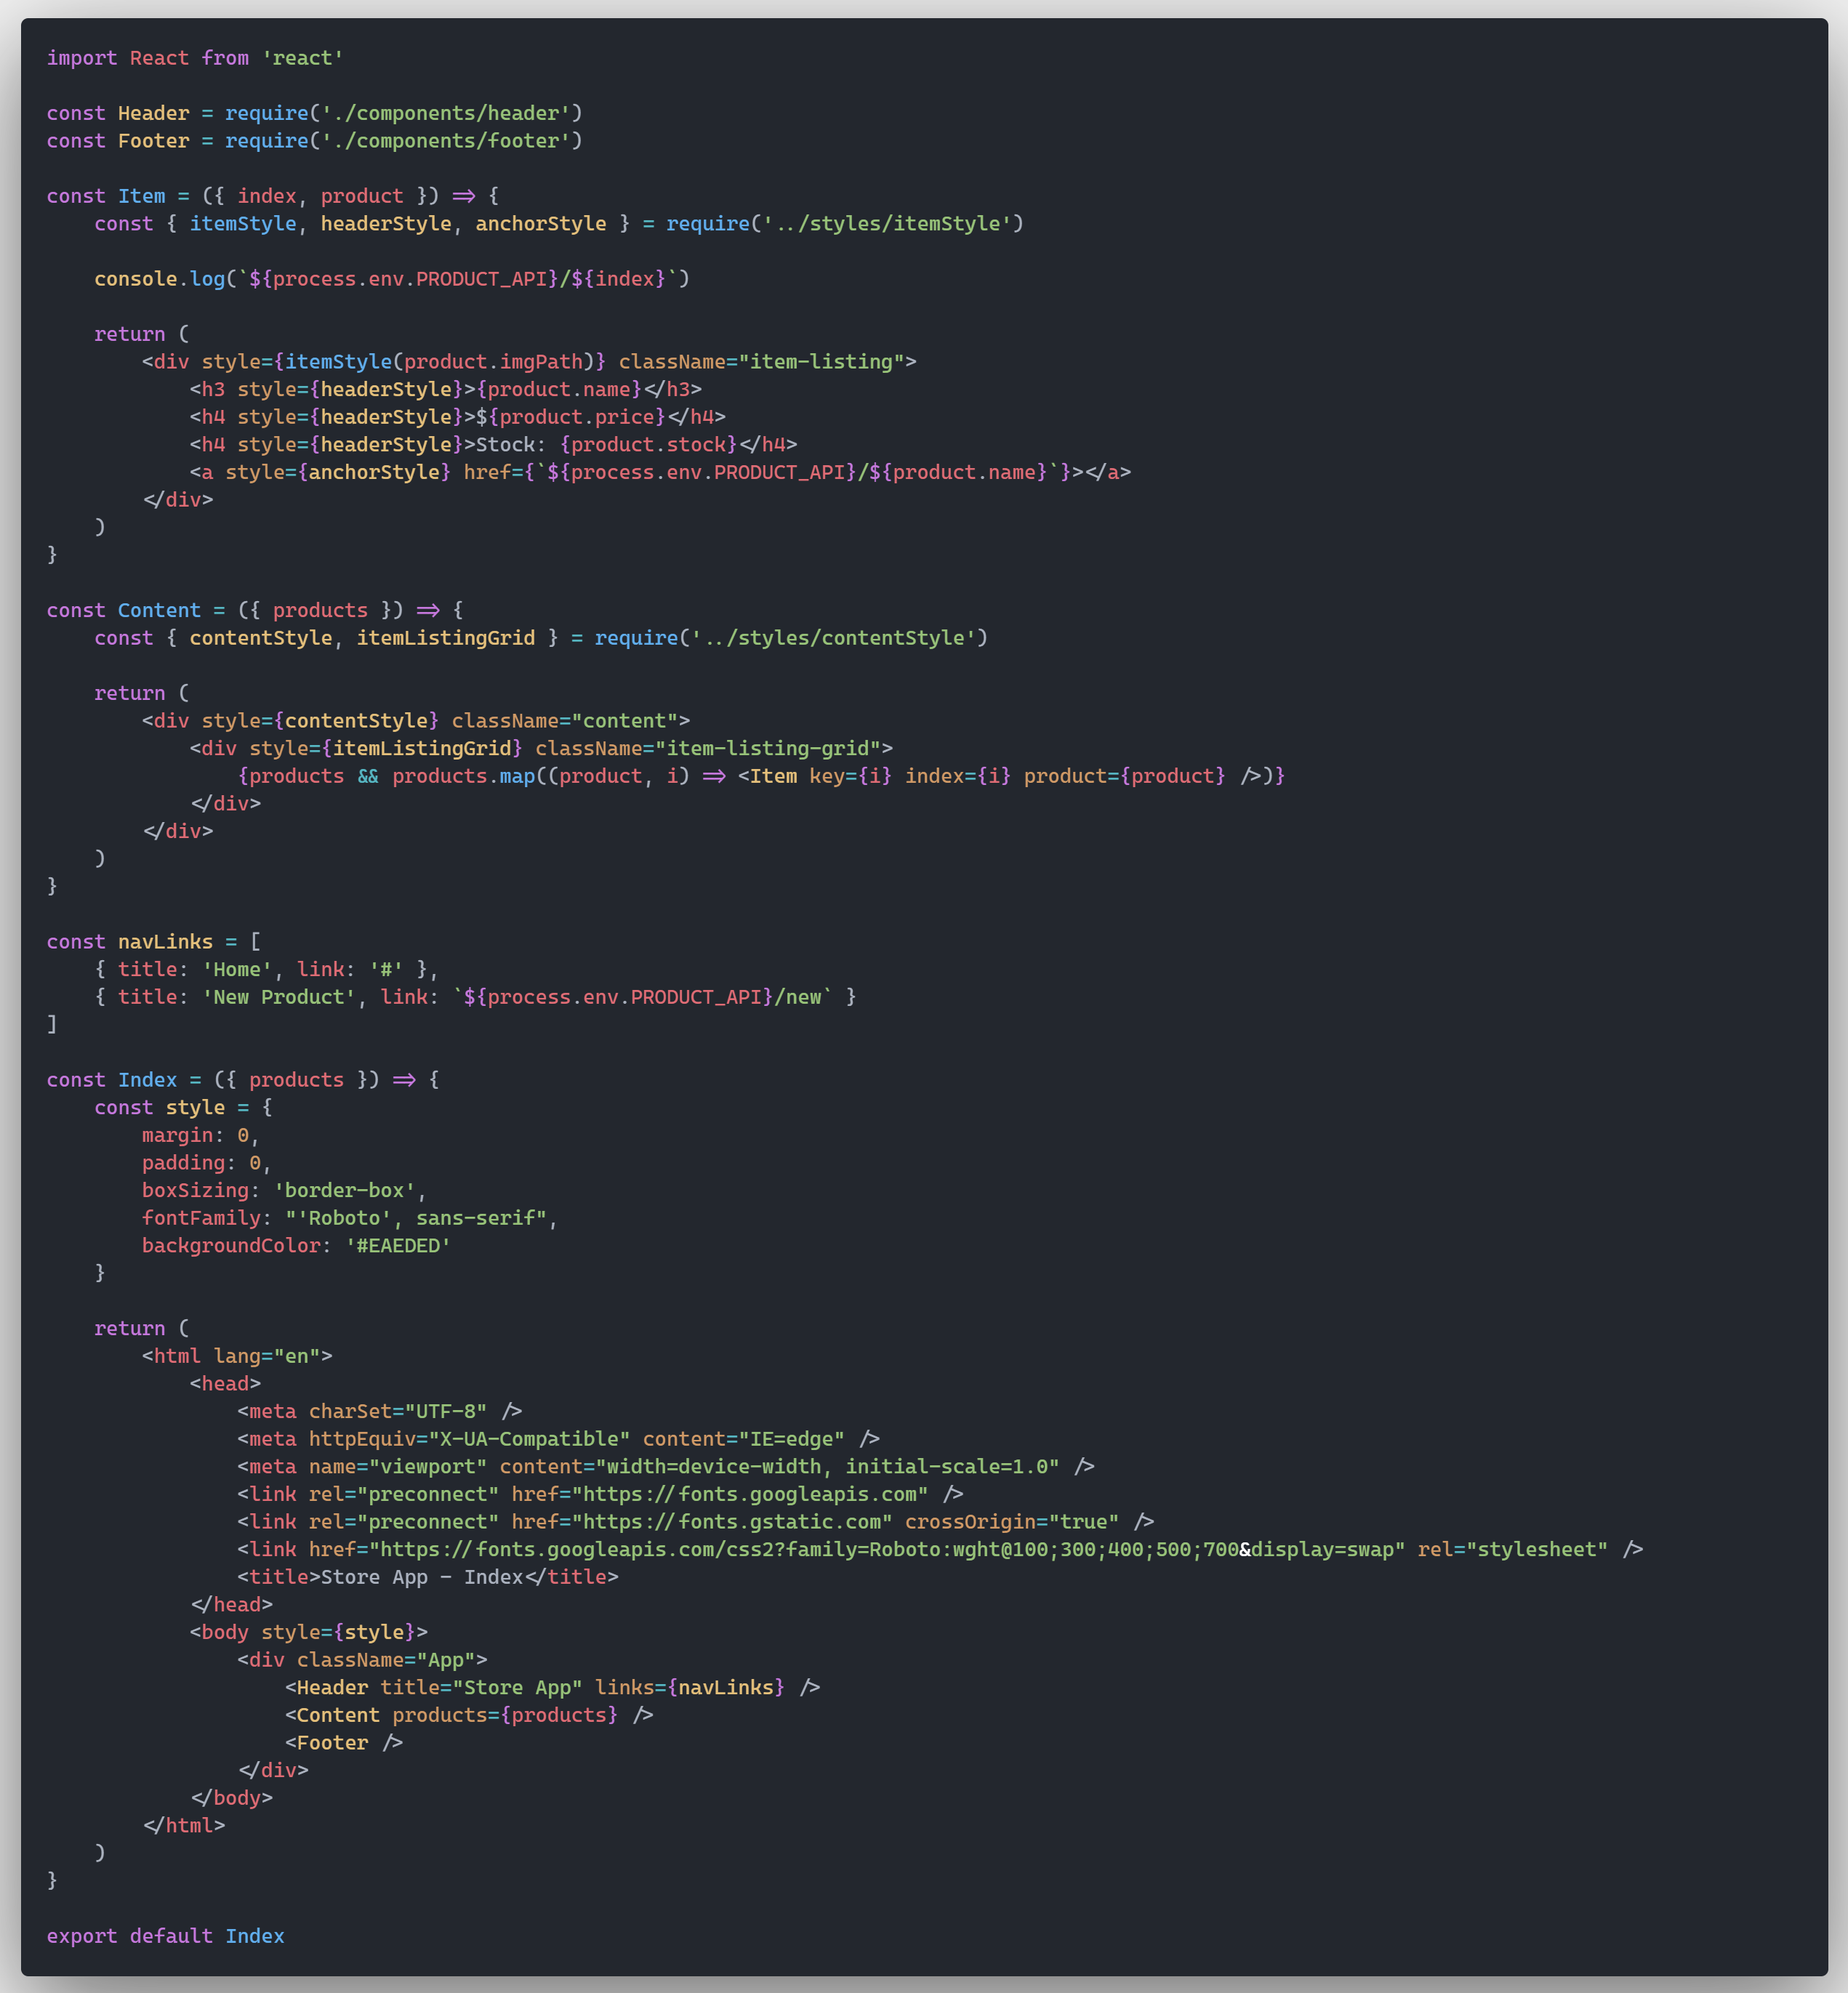 import React from 'react'

const Header = require('./components/header')
const Footer = require('./components/footer')

const Item = ({ index, product }) => {
    const { itemStyle, headerStyle, anchorStyle } = require('../styles/itemStyle')

    console.log(`${process.env.PRODUCT_API}/${index}`)

    return (
        <div style={itemStyle(product.imgPath)} className="item-listing">
            <h3 style={headerStyle}>{product.name}</h3>
            <h4 style={headerStyle}>${product.price}</h4>
            <h4 style={headerStyle}>Stock: {product.stock}</h4>
            <a style={anchorStyle} href={`${process.env.PRODUCT_API}/${product.name}`}></a>
        </div>
    )
}

const Content = ({ products }) => {
    const { contentStyle, itemListingGrid } = require('../styles/contentStyle')

    return (
        <div style={contentStyle} className="content">
            <div style={itemListingGrid} className="item-listing-grid">
                {products && products.map((product, i) => <Item key={i} index={i} product={product} />)}
            </div>
        </div>
    )
}

const navLinks = [
    { title: 'Home', link: '#' },
    { title: 'New Product', link: `${process.env.PRODUCT_API}/new` }
]

const Index = ({ products }) => {
    const style = {
        margin: 0,
        padding: 0,
        boxSizing: 'border-box',
        fontFamily: "'Roboto', sans-serif",
        backgroundColor: '#EAEDED'
    }

    return (
        <html lang="en">
            <head>
                <meta charSet="UTF-8" />
                <meta httpEquiv="X-UA-Compatible" content="IE=edge" />
                <meta name="viewport" content="width=device-width, initial-scale=1.0" />
                <link rel="preconnect" href="https://fonts.googleapis.com" />
                <link rel="preconnect" href="https://fonts.gstatic.com" crossOrigin="true" />
                <link href="https://fonts.googleapis.com/css2?family=Roboto:wght@100;300;400;500;700&display=swap" rel="stylesheet" />
                <title>Store App - Index</title>
            </head>
            <body style={style}>
                <div className="App">
                    <Header title="Store App" links={navLinks} />
                    <Content products={products} />
                    <Footer />
                </div>
            </body>
        </html>
    )
}

export default Index